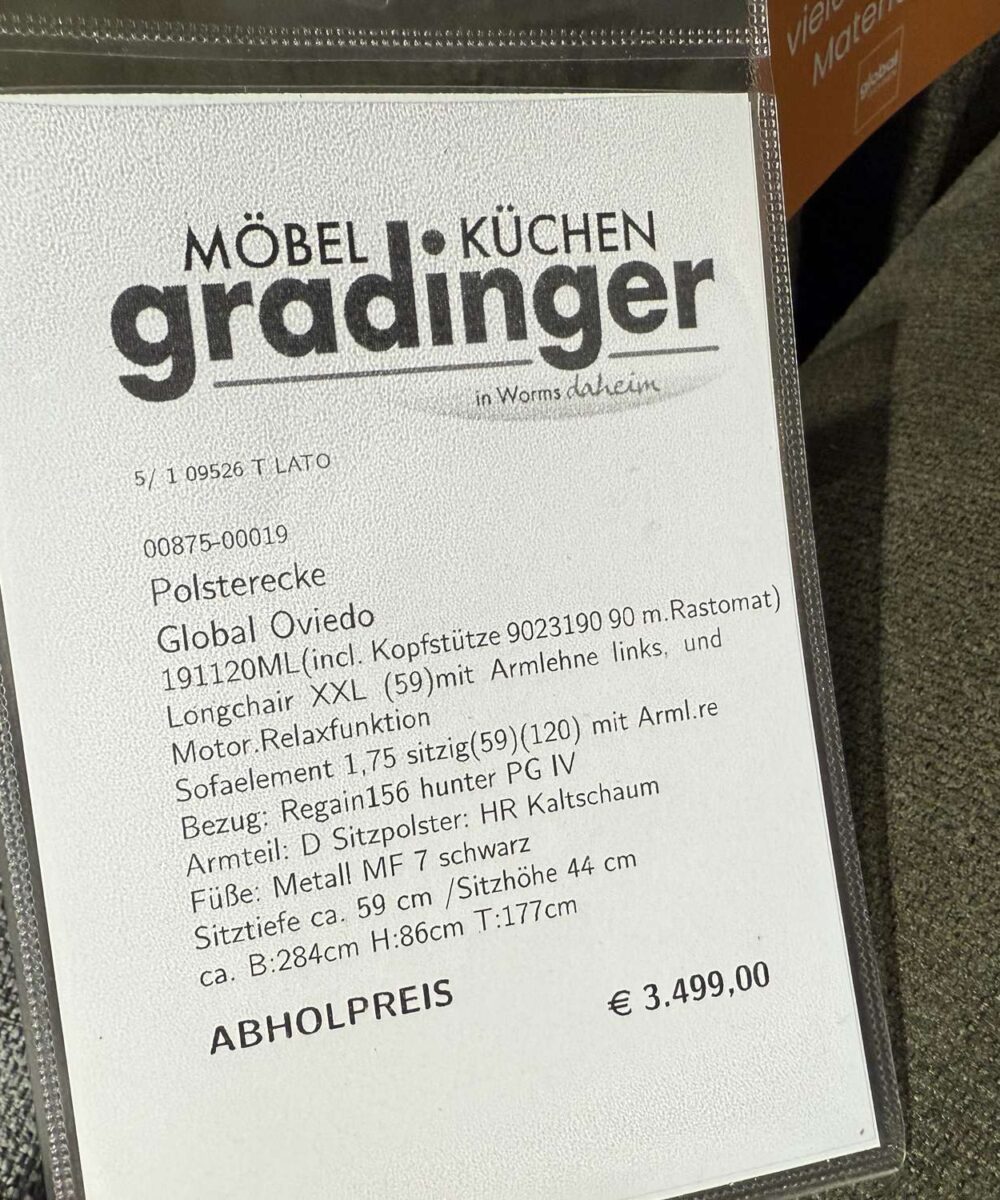 viel
Mater
global
MÖBEL • KÜCHEN
gradinger
in Worms daheim
5/ 1 09526 T LATO
00875-00019
Polsterecke
Global Oviedo
191120ML(incl. Kopfstütze 9023190 90 m.Rastomat)
Longchair XXL (59)mit Armlehne links, und
Motor.Relaxfunktion
Sofaelement 1,75 sitzig(59)(120) mit Arml.re
Bezug: Regain156 hunter PG IV
Armteil: D Sitzpolster: HR Kaltschaum
Füße: Metall MF 7 schwarz
Sitztiefe ca. 59 cm /Sitzhöhe 44 cm
ca. B:284cm H:86cm T:177cm
ABHOLPREIS € 3.499,00